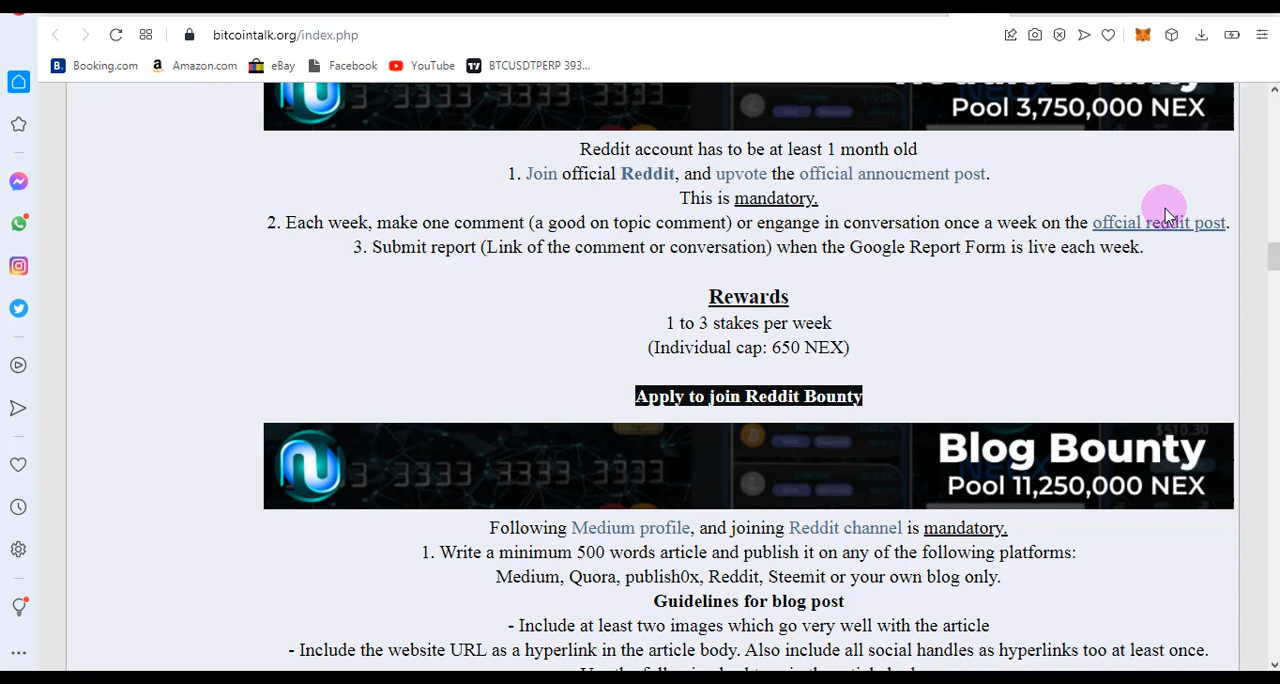 bitcointalk.org/index.php
Booking.com Amazon.com eBay Facebook YouTube BTCUSDTPERP 393...
Pool 3,750,000 NEX
Reddit account has to be at least 1 month old
1. Join official Reddit, and upvote the official annoucment post.
This is mandatory.
2. Each week, make one comment (a good on topic comment) or engange in conversation once a week on the offcial reddit post.
3. Submit report (Link of the comment or conversation) when the Google Report Form is live each week.
Rewards
1 to 3 stakes per week
(Individual cap: 650 NEX)
Apply to join Reddit Bounty
3 3333 3333 3333
Blog Bounty
Pool 11,250,000 NEX
Following Medium profile, and joining Reddit channel is mandatory.
1. Write a minimum 500 words article and publish it on any of the following platforms:
Medium, Quora, publish0x, Reddit, Steemit or your own blog only.
Guidelines for blog post
- Include at least two images which go very well with the article
- Include the website URL as a hyperlink in the article body. Also include all social handles as hyperlinks too at least once.